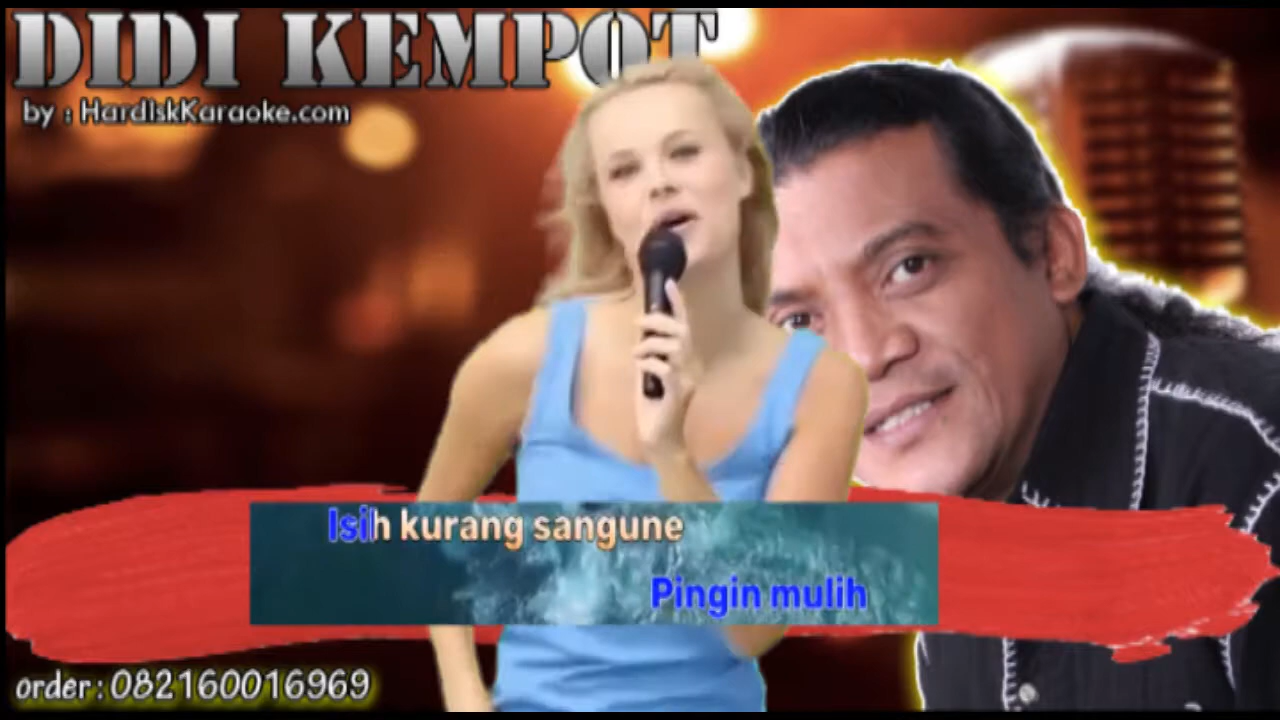 DIDI KEMPOT
by : HardIskKaraoke.com
Isih kurang sangune
Pingin mulih
order : 082160016969